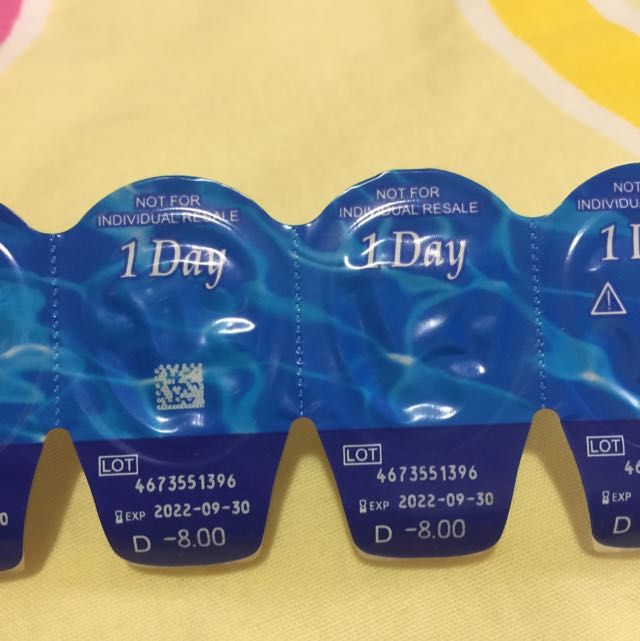 NOT FOR
INDIVIDUAL RESALE
1 Day
LOT
4673551396
EXP 2022-09-30
D -8.00
NOT FOR
INDIVIDUAL RESALE
1 Day
LOT
4673551396
EXP 2022-09-30
D -8.00
NOT
1
LOT
EXP
D